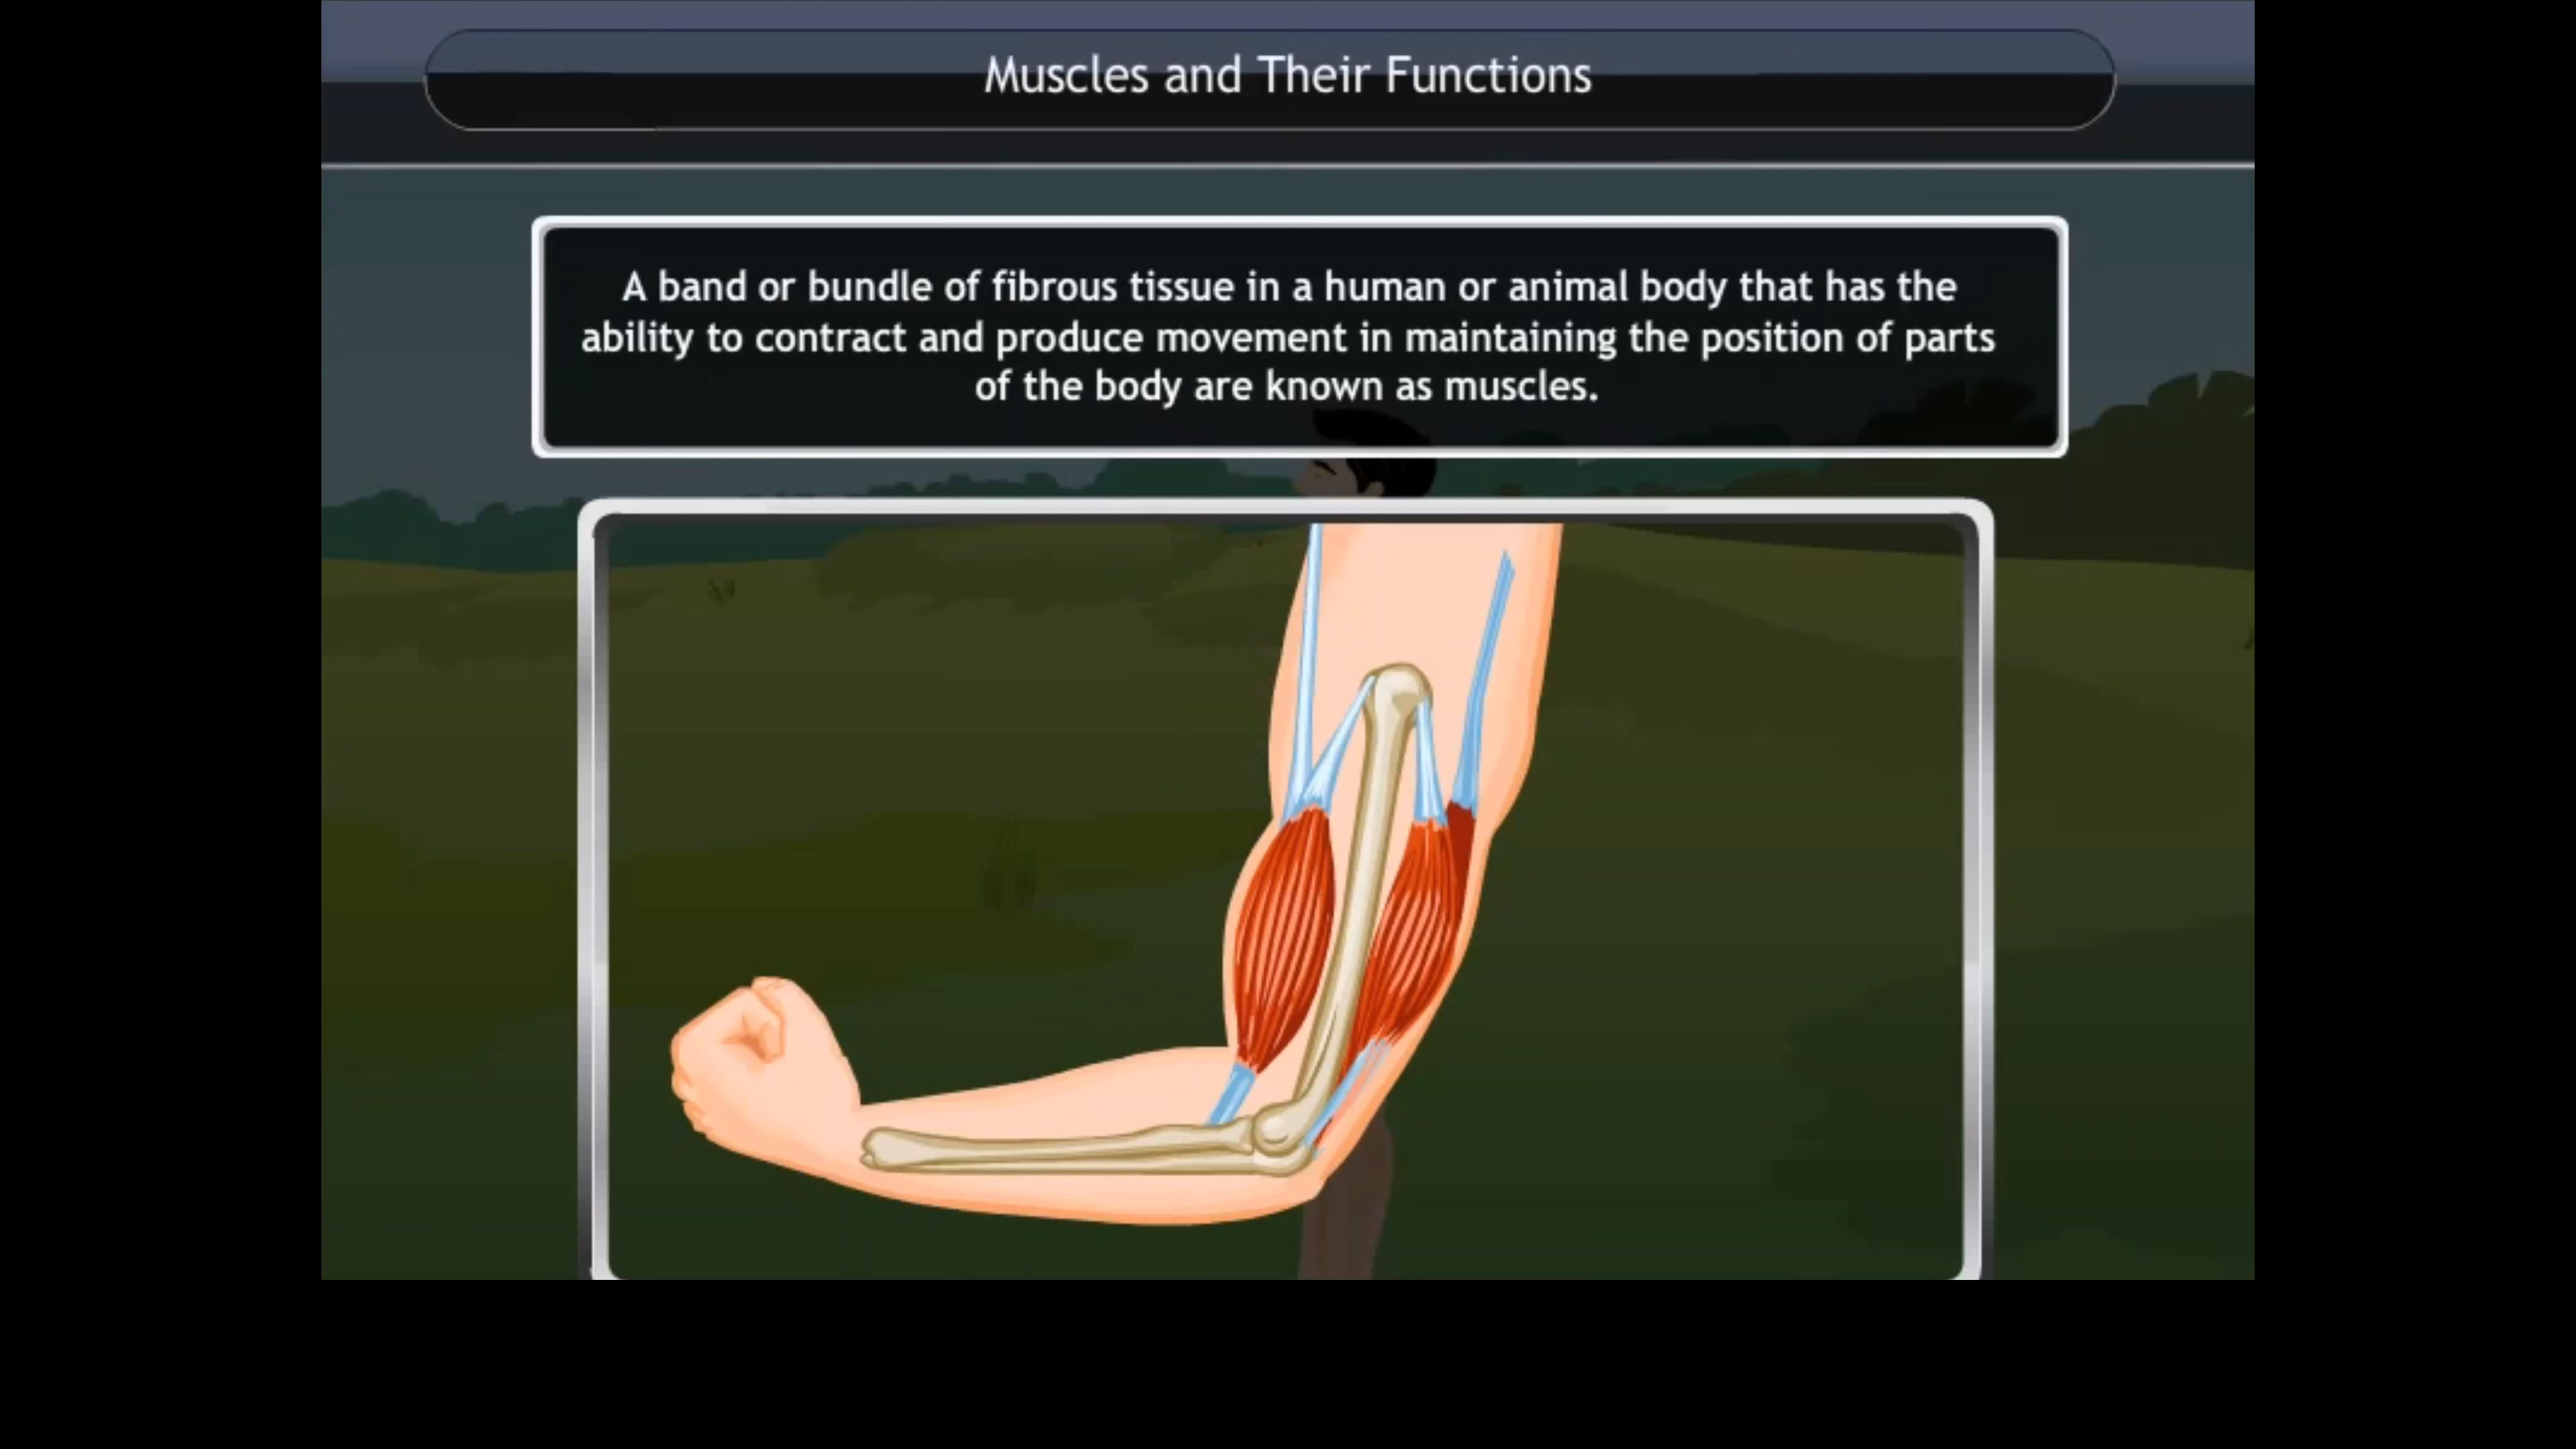 Muscles and Their Functions
A band or bundle of fibrous tissue in a human or animal body that has the
ability to contract and produce movement in maintaining the position of parts
of the body are known as muscles.